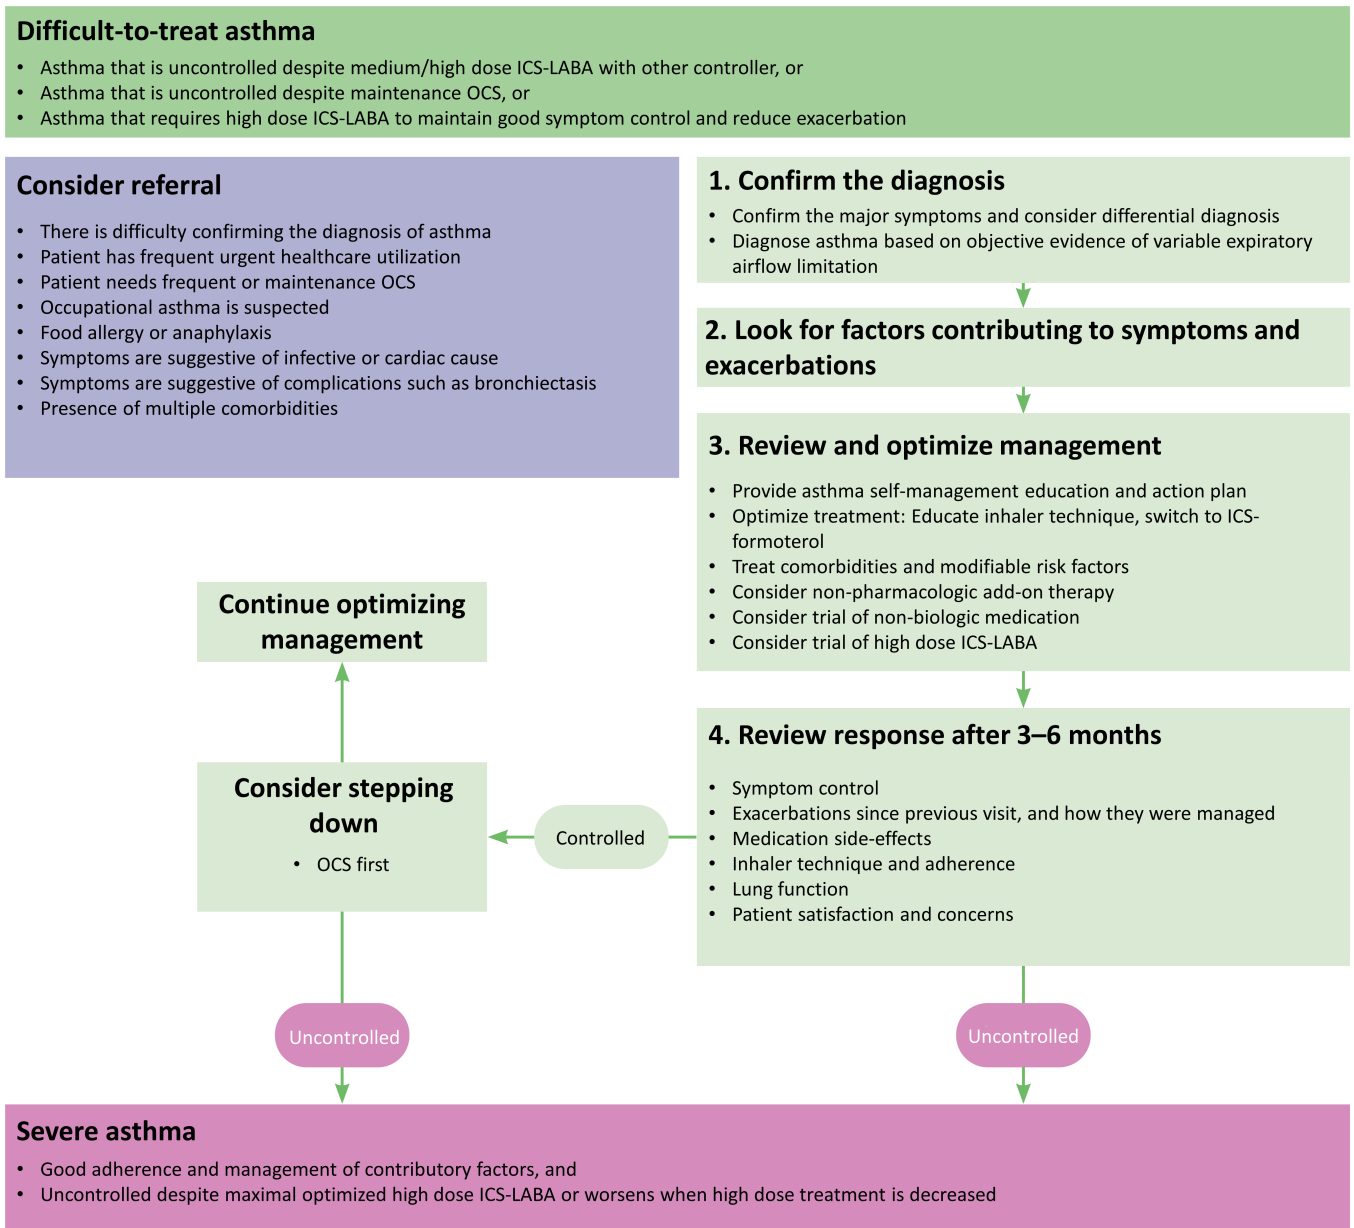 Difficult-to-treat asthma
• Asthma that is uncontrolled despite medium/high dose ICS-LABA with other controller, or
• Asthma that is uncontrolled despite maintenance OCS, or
• Asthma that requires high dose ICS-LABA to maintain good symptom control and reduce exacerbation
Consider referral
• There is difficulty confirming the diagnosis of asthma
• Patient has frequent urgent healthcare utilization
• Patient needs frequent or maintenance OCS
• Occupational asthma is suspected
• Food allergy or anaphylaxis
• Symptoms are suggestive of infective or cardiac cause
• Symptoms are suggestive of complications such as bronchiectasis
• Presence of multiple comorbidities
1. Confirm the diagnosis
• Confirm the major symptoms and consider differential diagnosis
• Diagnose asthma based on objective evidence of variable expiratory
airflow limitation
2. Look for factors contributing to symptoms and
exacerbations
3. Review and optimize management
• Provide asthma self-management education and action plan
• Optimize treatment: Educate inhaler technique, switch to ICS-
formoterol
• Treat comorbidities and modifiable risk factors
• Consider non-pharmacologic add-on therapy
• Consider trial of non-biologic medication
• Consider trial of high dose ICS-LABA
4. Review response after 3–6 months
• Symptom control
• Exacerbations since previous visit, and how they were managed
• Medication side-effects
• Inhaler technique and adherence
• Lung function
• Patient satisfaction and concerns
Controlled
Consider stepping
down
• OCS first
Continue optimizing
management
Uncontrolled
Uncontrolled
Severe asthma
• Good adherence and management of contributory factors, and
• Uncontrolled despite maximal optimized high dose ICS-LABA or worsens when high dose treatment is decreased